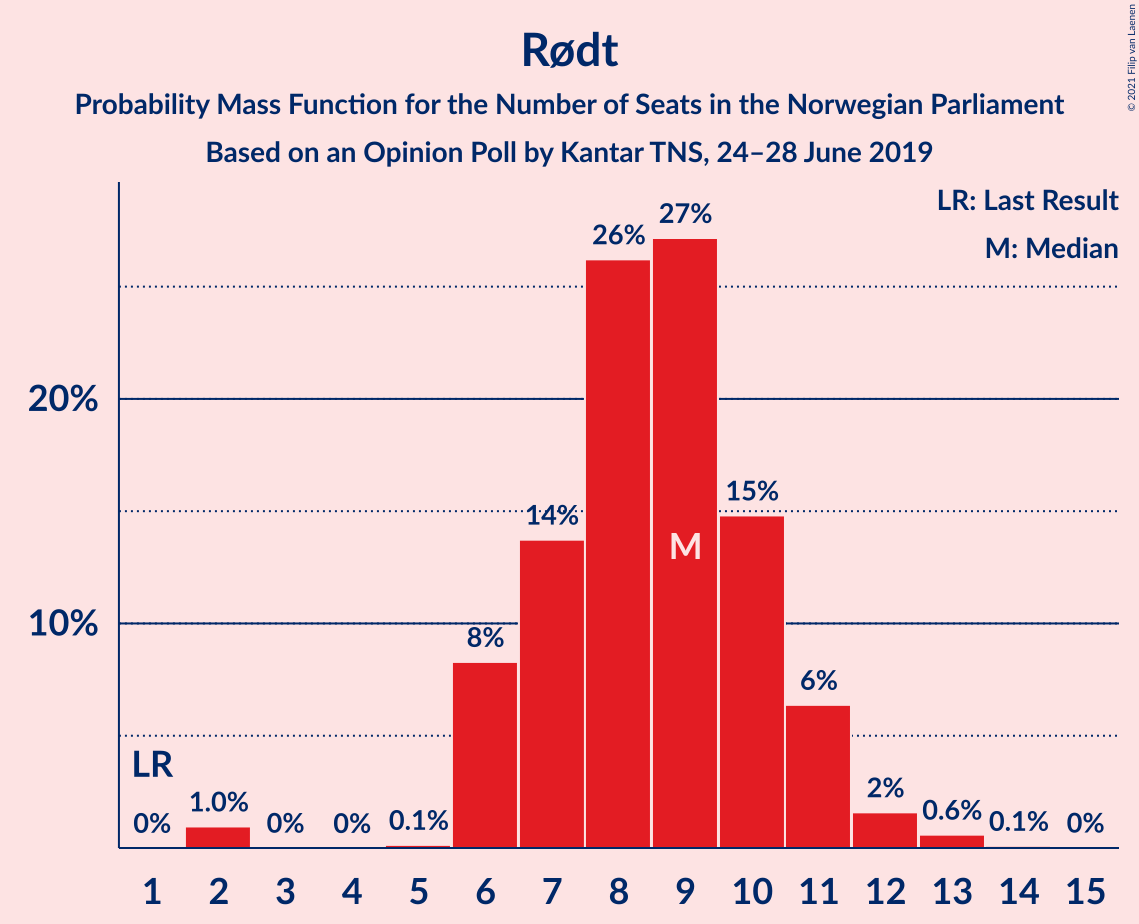 © 2021 Filip van Laenen
Rødt
Probability Mass Function for the Number of Seats in the Norwegian Parliament
Based on an Opinion Poll by Kantar TNS, 24–28 June 2019
LR: Last Result
M: Median
27%
26%
20%
15%
14%
M
10%
8%
6%
LR
0% 1.0% 0% 0% 0.1% 2% 0.6% 0.1% 0%
1 2 3 4 5 6 7 8 9 10 11 12 13 14 15